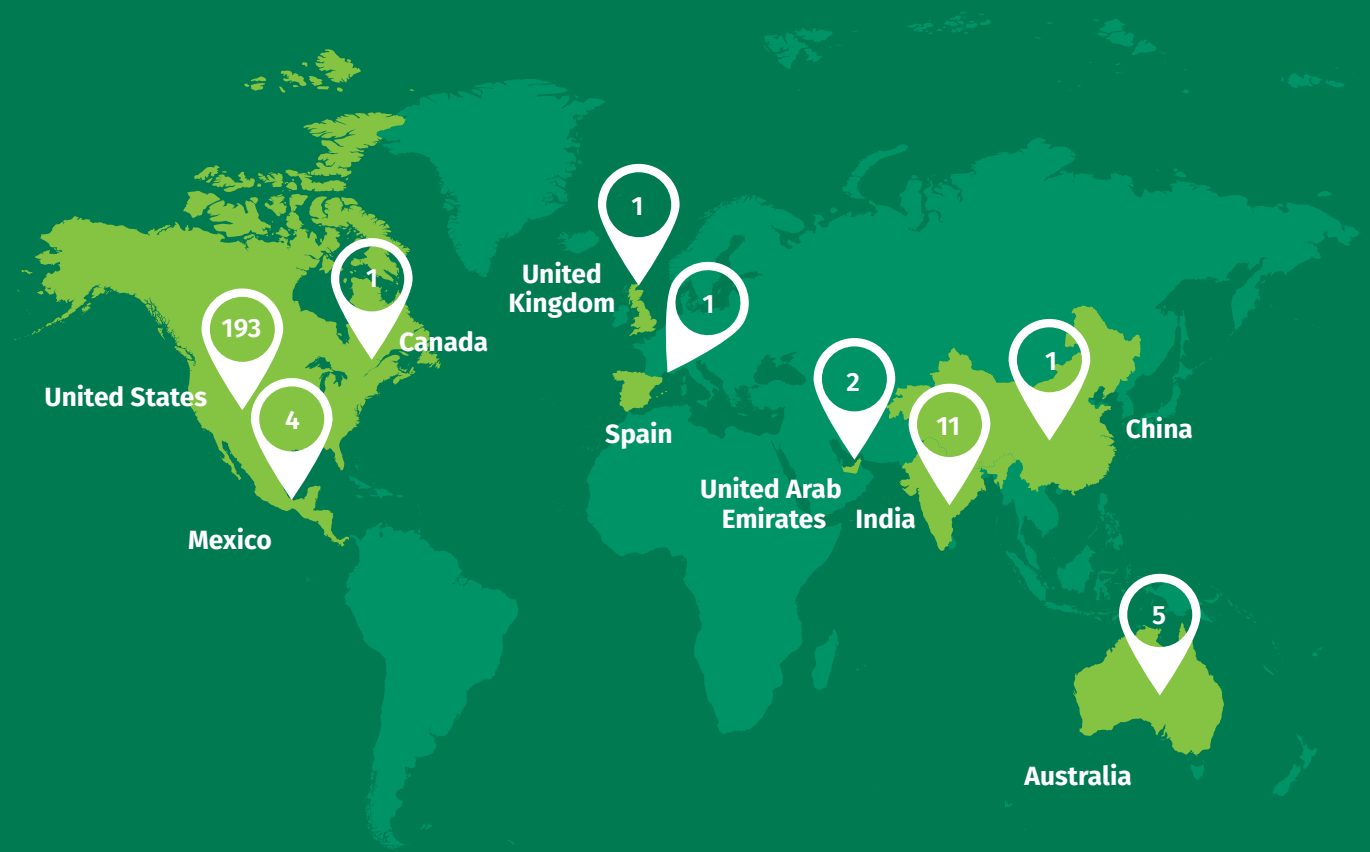 1
United
Kingdom
1
1
Canada
193
United States
4
Mexico
Spain
2
United Arab
Emirates
11
India
1
China
5
Australia